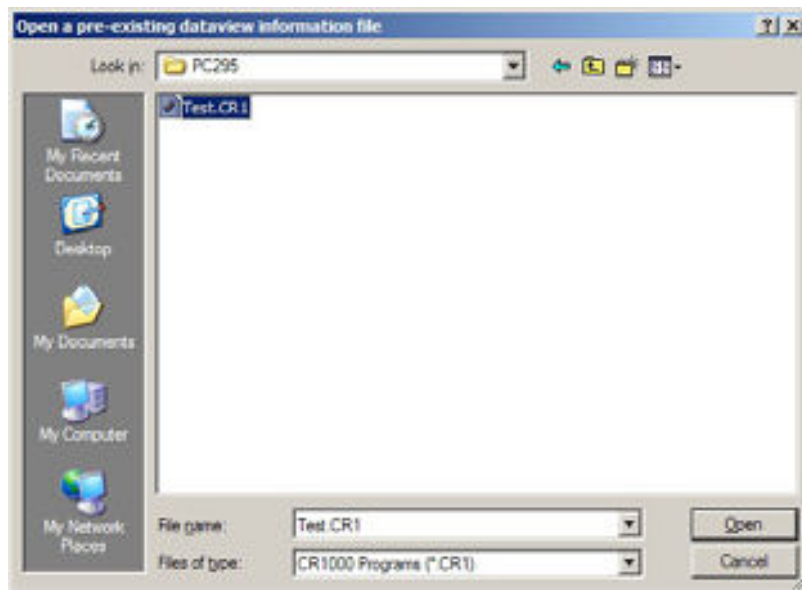 Open a pre-existing dataview information file
Look in: PC295
Test.CR1
My Recent
Documents
Desktop
My Documents
My Computer
My Network
Places
File name: Test.CR1 Open
Files of type: CR1000 Programs (*.CR1) Cancel